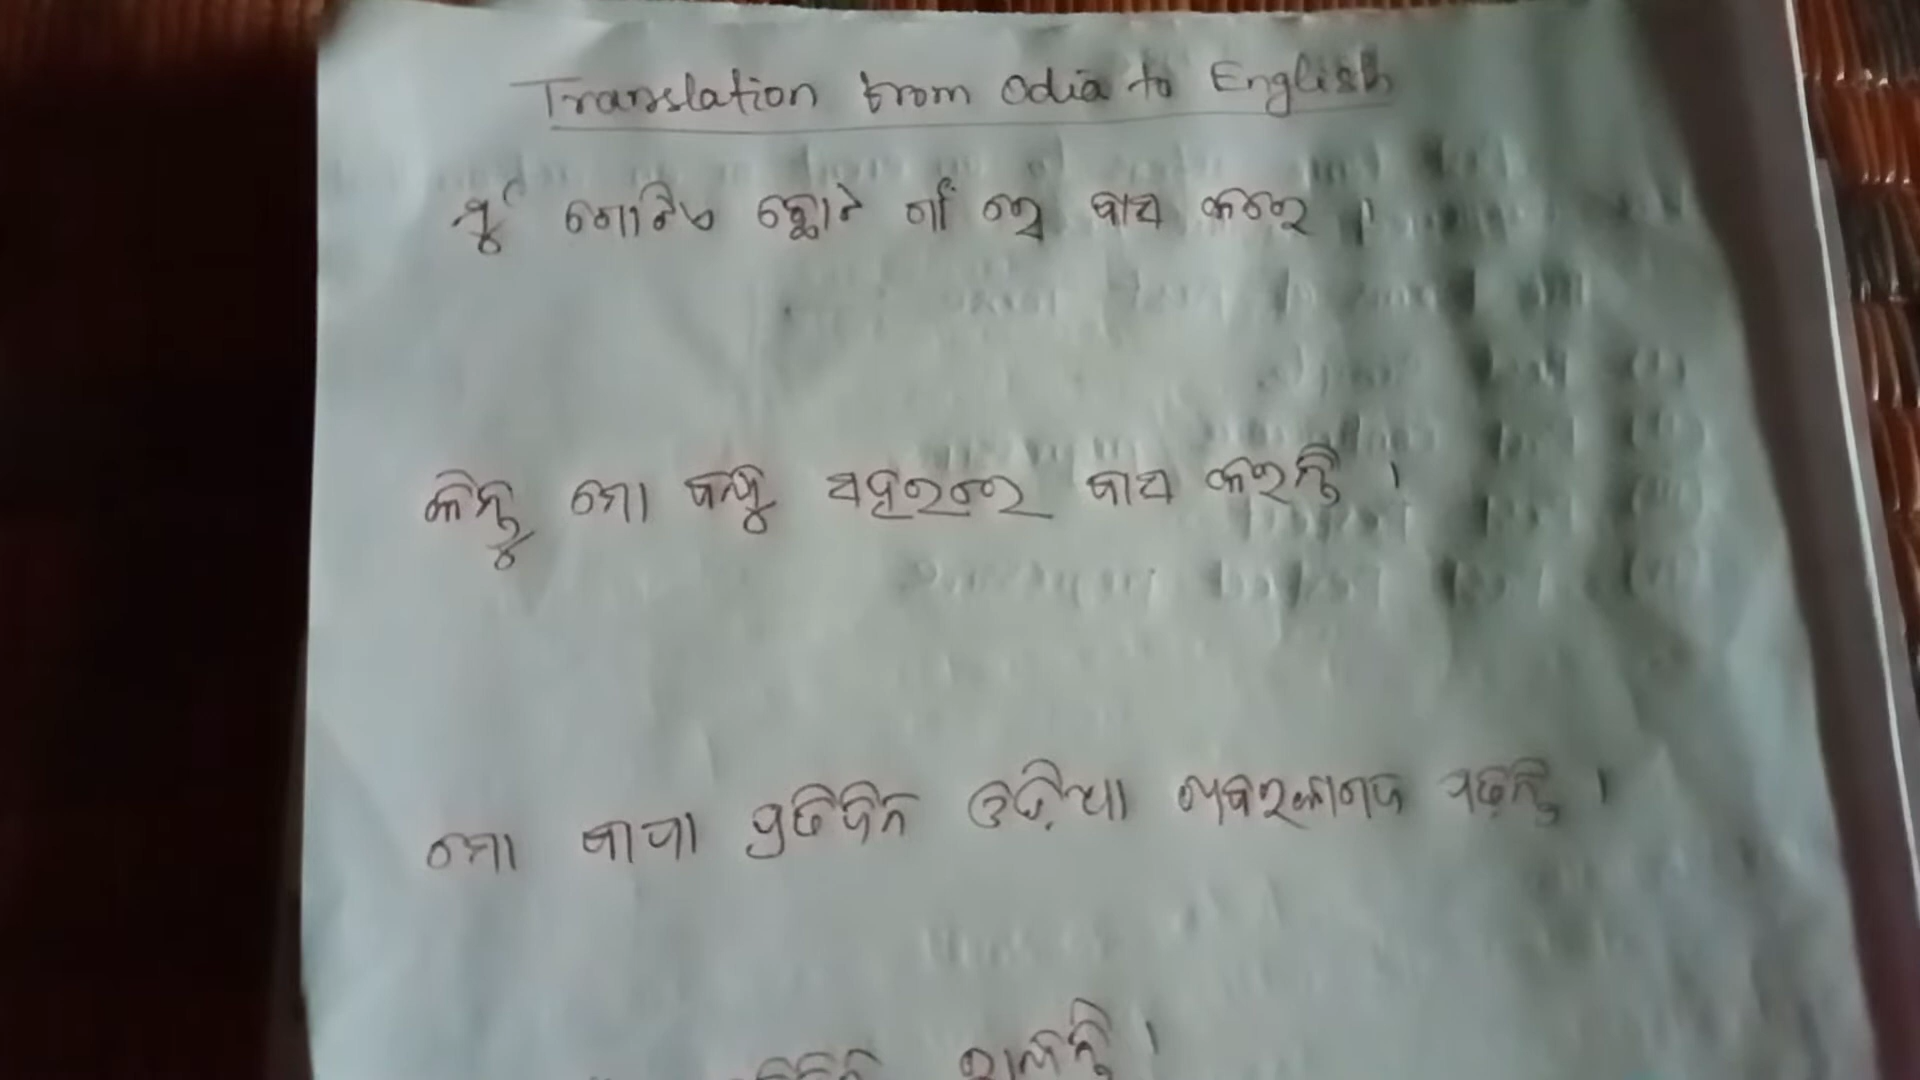 Translation from Odia to English
ମୁଁ ଗୋଟିଏ ଛୋଟ ଗାଁ ରେ ବାସ କରେ ।
କିନ୍ତୁ ମୋ ବନ୍ଧୁ ସହରରେ ବାସ କରନ୍ତି ।
ମୋ ବାପା ପ୍ରତିଦିନ ଓଡ଼ିଆ ଖବରକାଗଜ ପଢ଼ନ୍ତି ।